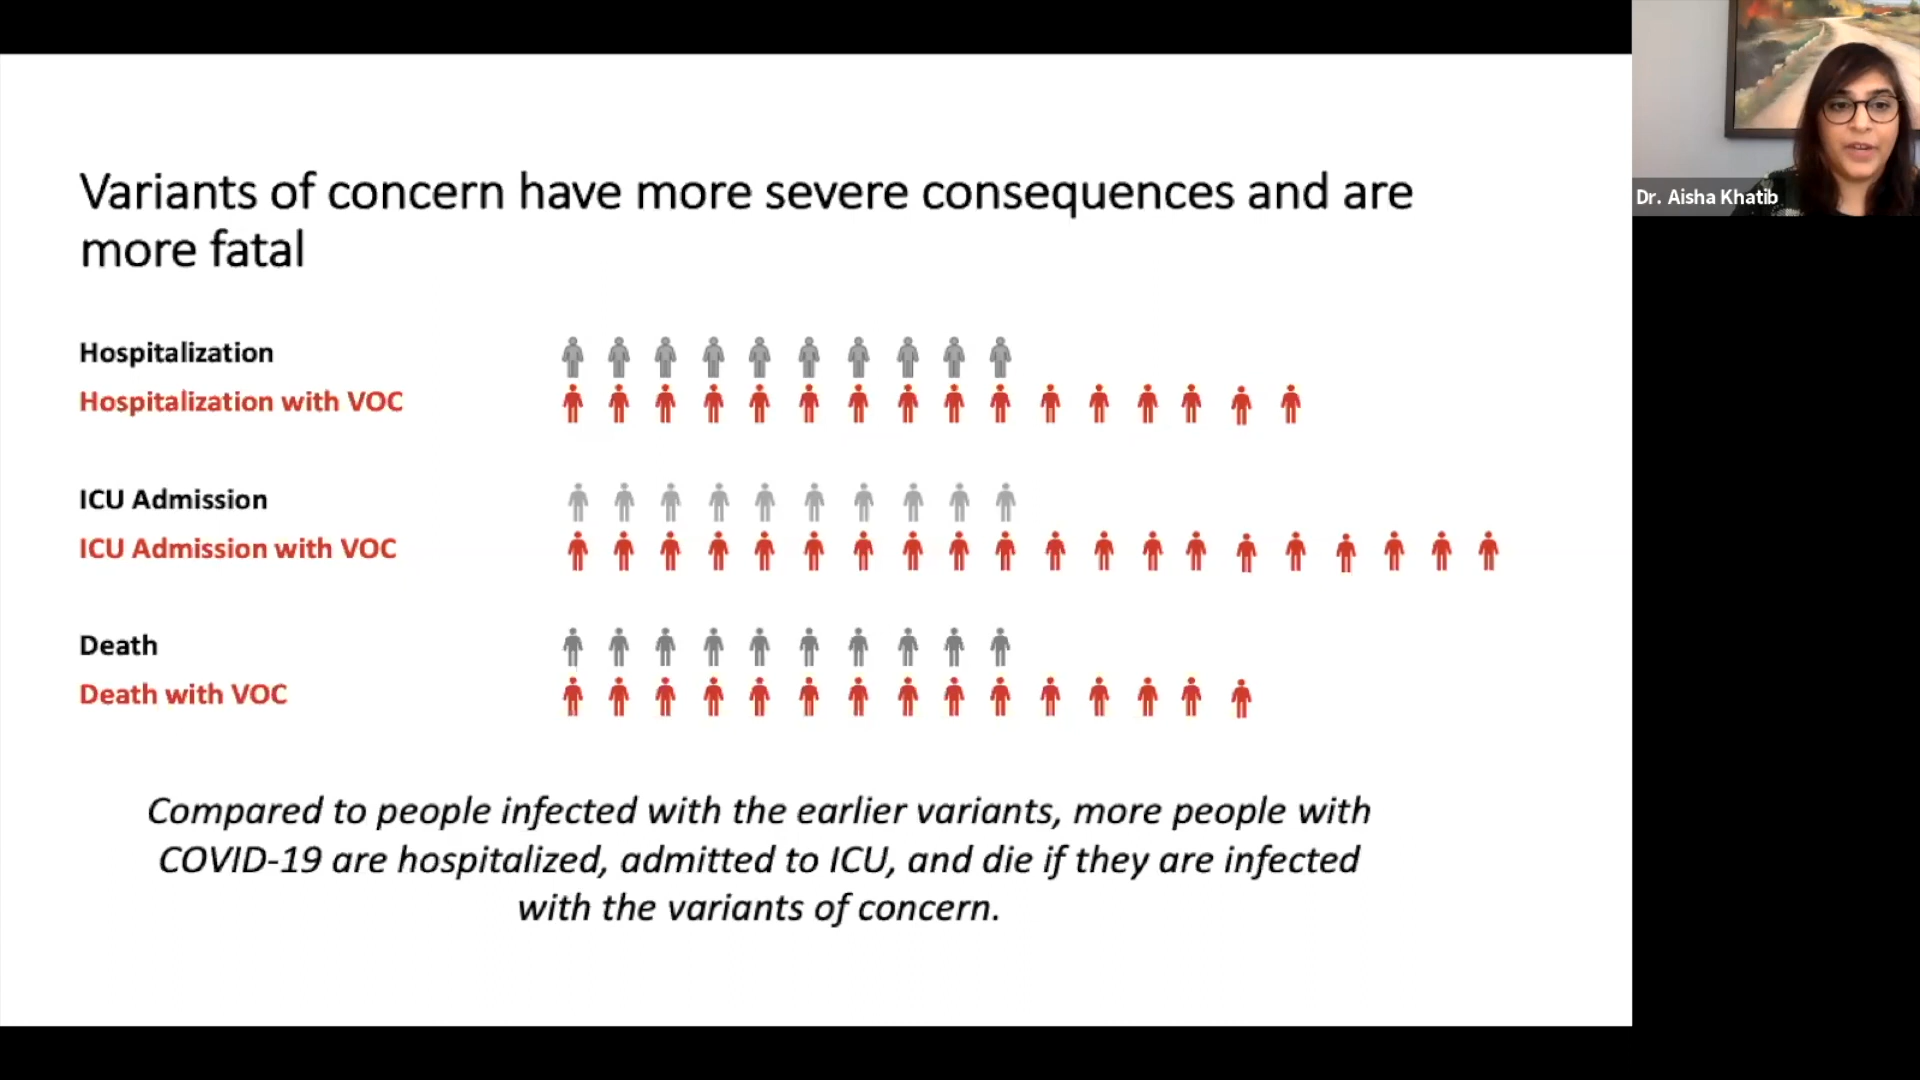 Variants of concern have more severe consequences and are
more fatal
Dr. Aisha Khatib
Hospitalization
Hospitalization with VOC
ICU Admission
ICU Admission with VOC
Death
Death with VOC
Compared to people infected with the earlier variants, more people with
COVID-19 are hospitalized, admitted to ICU, and die if they are infected
with the variants of concern.